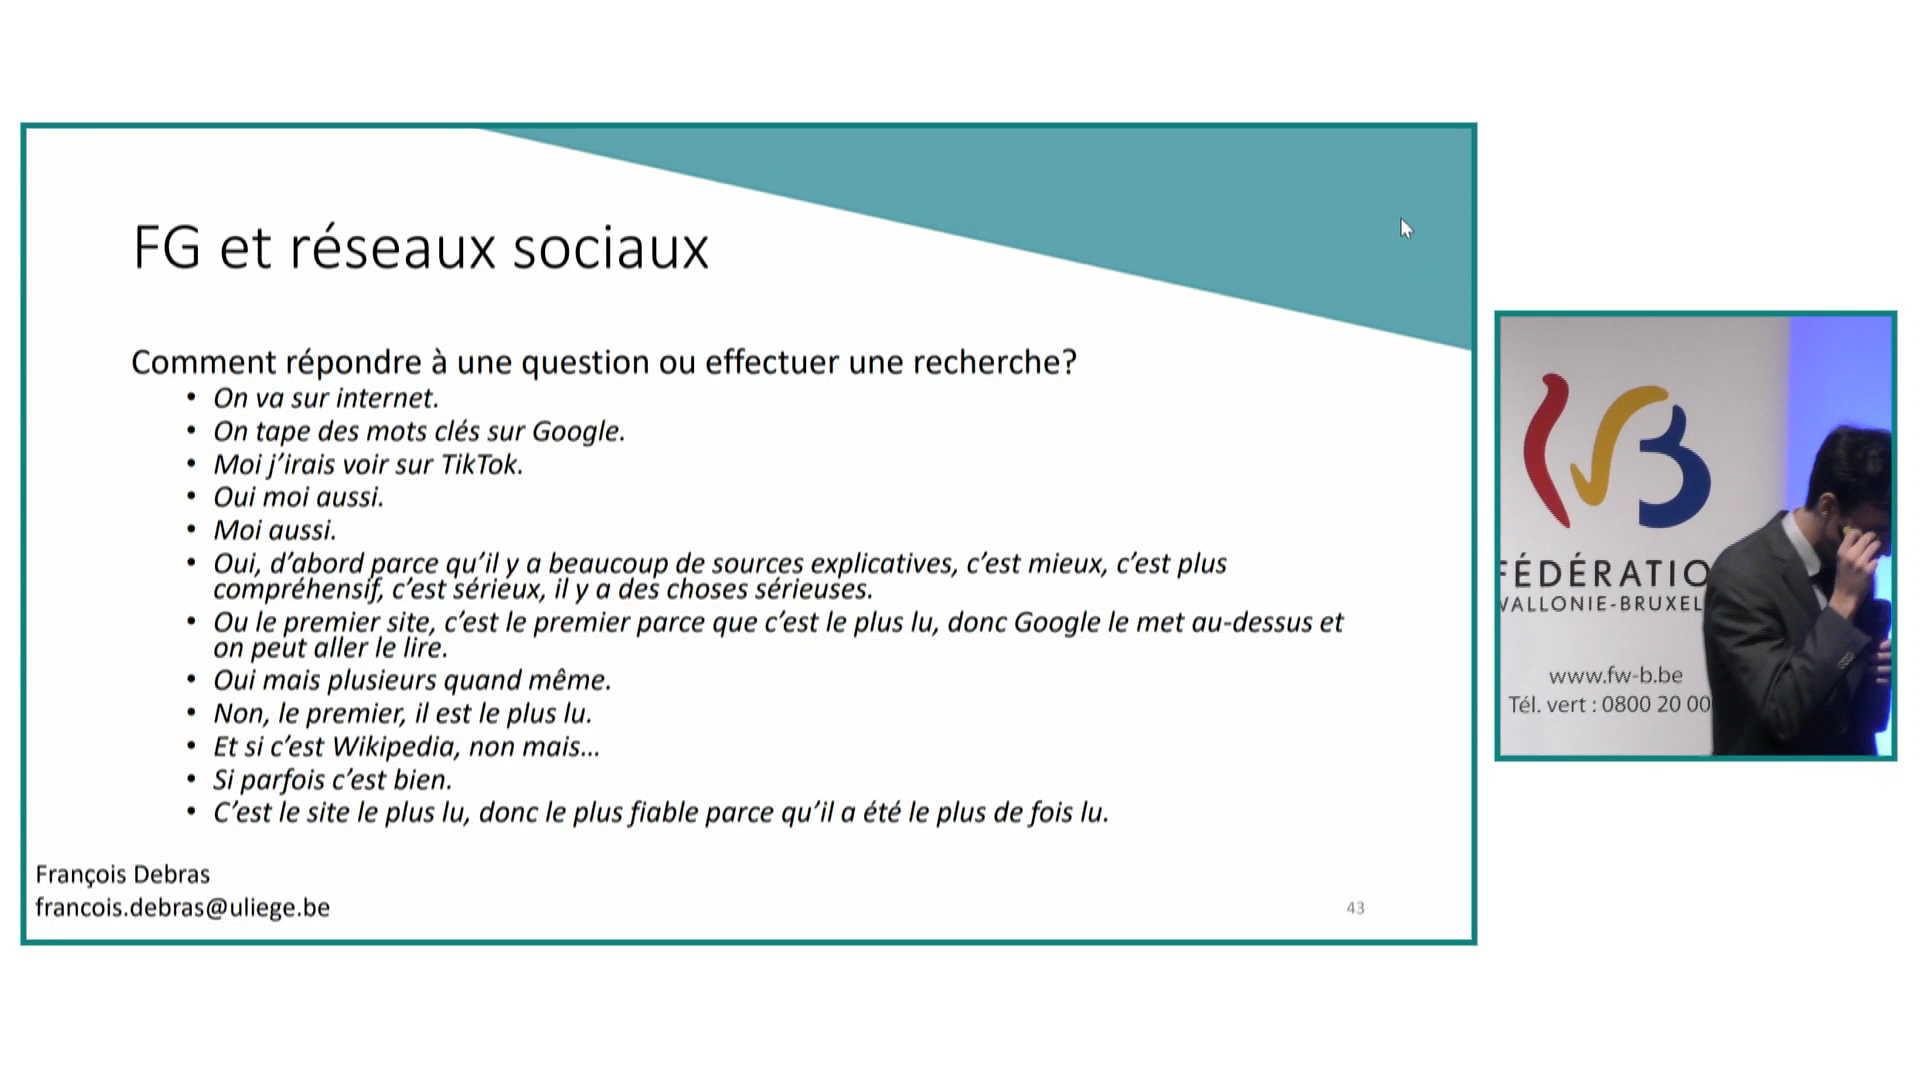 FG et réseaux sociaux
Comment répondre à une question ou effectuer une recherche?
• On va sur internet.
• On tape des mots clés sur Google.
• Moi j’irais voir sur TikTok.
• Oui moi aussi.
• Moi aussi.
• Oui, d’abord parce qu’il y a beaucoup de sources explicatives, c’est mieux, c’est plus
compréhensif, c’est sérieux, il y a des choses sérieuses.
• Ou le premier site, c’est le premier parce que c’est le plus lu, donc Google le met au-dessus et
on peut aller le lire.
• Oui mais plusieurs quand même.
• Non, le premier, il est le plus lu.
• Et si c’est Wikipedia, non mais…
• Si parfois c’est bien.
• C’est le site le plus lu, donc le plus fiable parce qu’il a été le plus de fois lu.
François Debras
francois.debras@uliege.be
43
FÉDÉRATIO
WALLONIE-BRUXEL
www.fw-b.be
Tél. vert : 0800 20 00